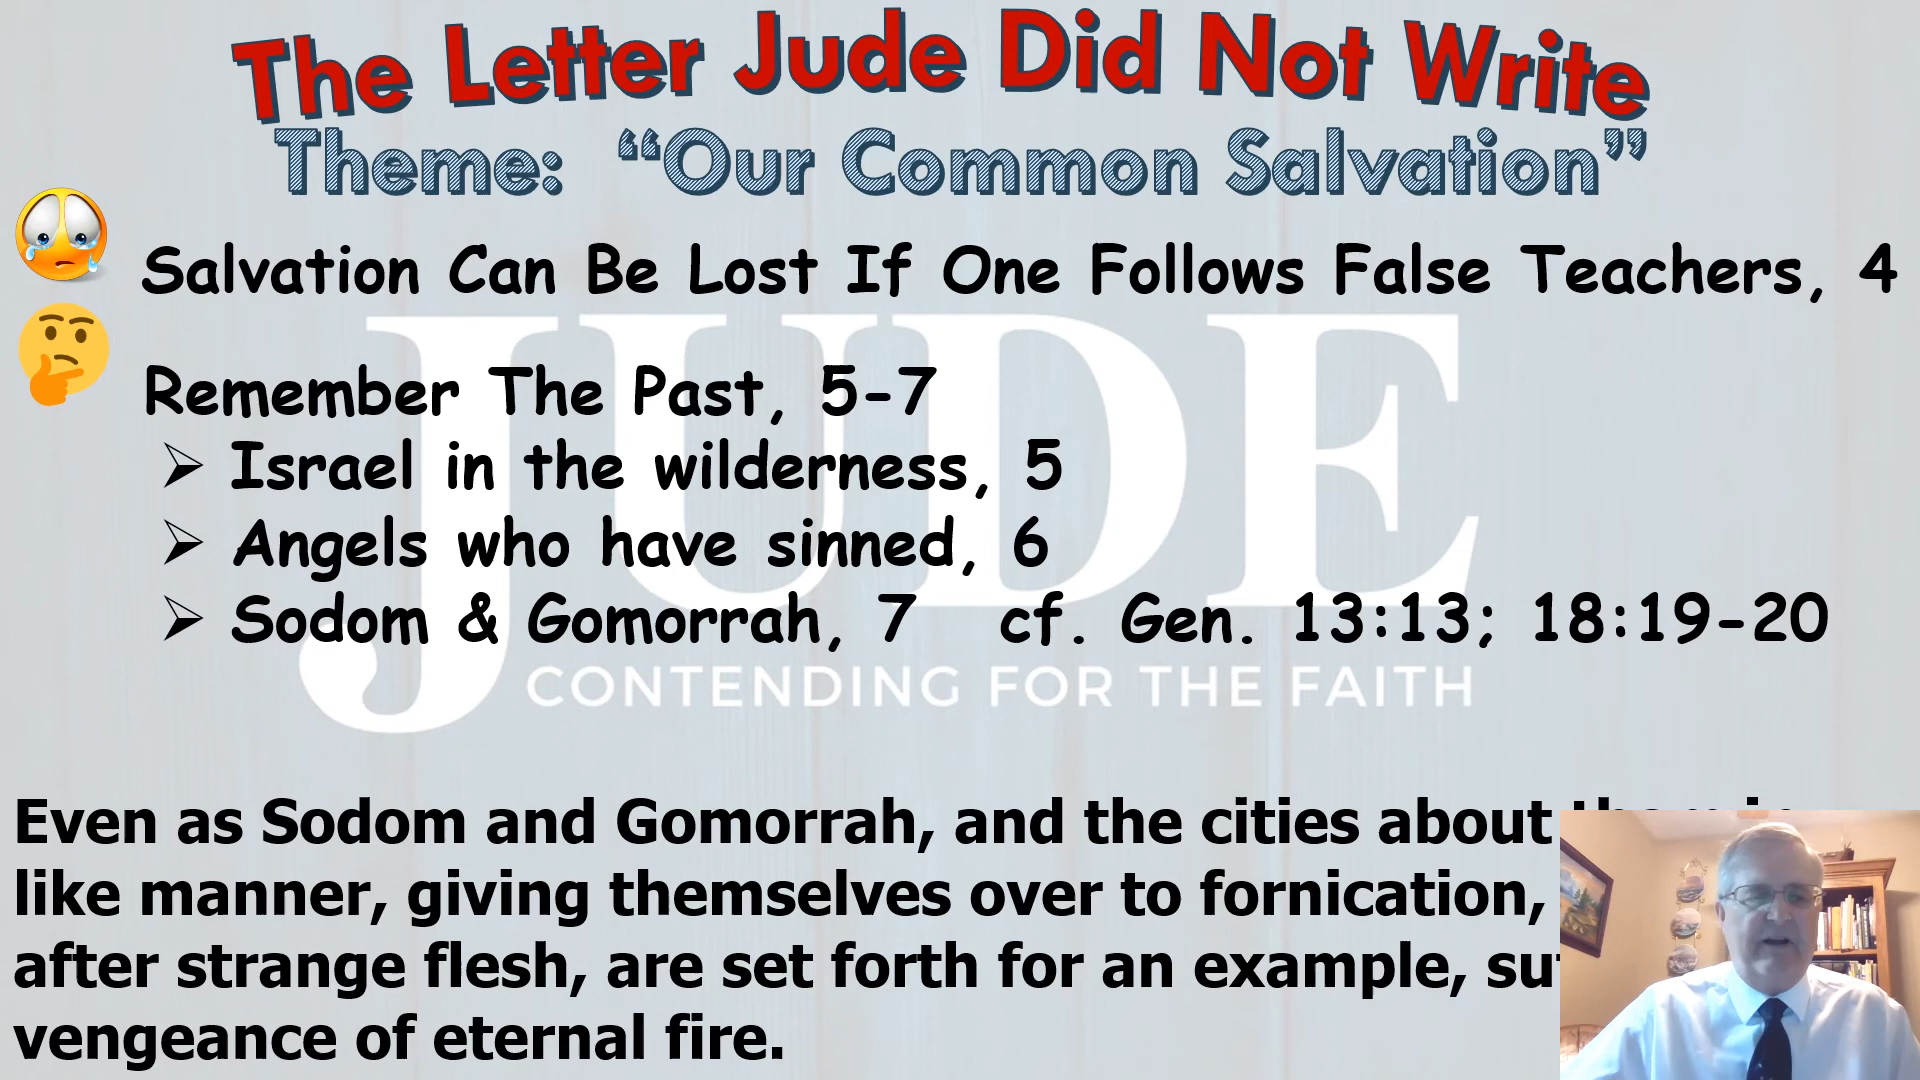 The Letter Jude Did Not Write
Theme: “Our Common Salvation”
Salvation Can Be Lost If One Follows False Teachers, 4
Remember The Past, 5-7
Israel in the wilderness, 5
Angels who have sinned, 6
Sodom & Gomorrah, 7 cf. Gen. 13:13; 18:19-20
JUDE
CONTENDING FOR THE FAITH
Even as Sodom and Gomorrah, and the cities about
like manner, giving themselves over to fornication,
after strange flesh, are set forth for an example,
vengeance of eternal fire.